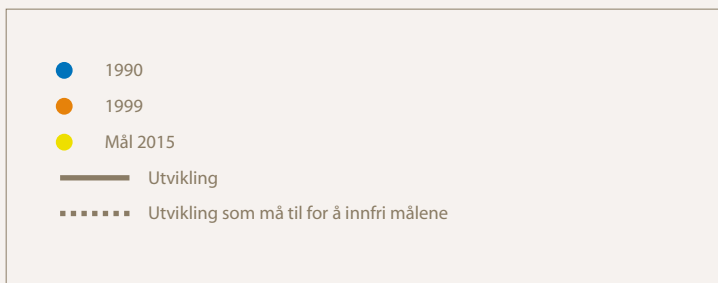 1990
1999
Mål 2015
Utvikling
Utvikling som må til for å innfri målene